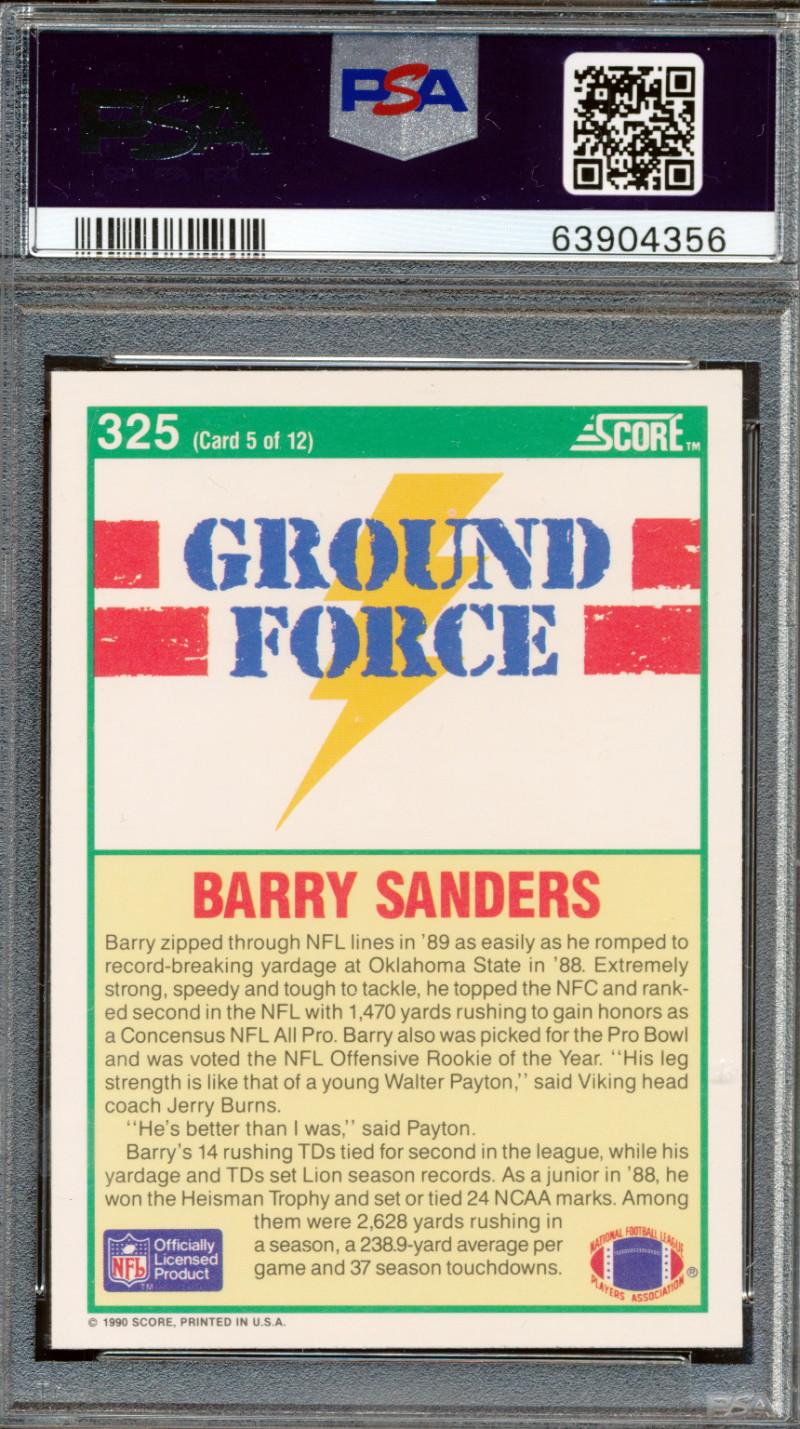 PSA
PSA
PSA PSA PSA
63904356
325 (Card 5 of 12)
SCORE™
GROUND
FORCE
BARRY SANDERS
Barry zipped through NFL lines in '89 as easily as he romped to
record-breaking yardage at Oklahoma State in '88. Extremely
strong, speedy and tough to tackle, he topped the NFC and rank-
ed second in the NFL with 1,470 yards rushing to gain honors as
a Concensus NFL All Pro. Barry also was picked for the Pro Bowl
and was voted the NFL Offensive Rookie of the Year. ''His leg
strength is like that of a young Walter Payton,'' said Viking head
coach Jerry Burns.
''He's better than I was,'' said Payton.
Barry's 14 rushing TDs tied for second in the league, while his
yardage and TDs set Lion season records. As a junior in '88, he
won the Heisman Trophy and set or tied 24 NCAA marks. Among
them were 2,628 yards rushing in
a season, a 238.9-yard average per
game and 37 season touchdowns.
NFL
TM
Officially
Licensed
Product
NATIONAL FOOTBALL LEAGUE
PLAYERS ASSOCIATION
®
© 1990 SCORE, PRINTED IN U.S.A.
PSA